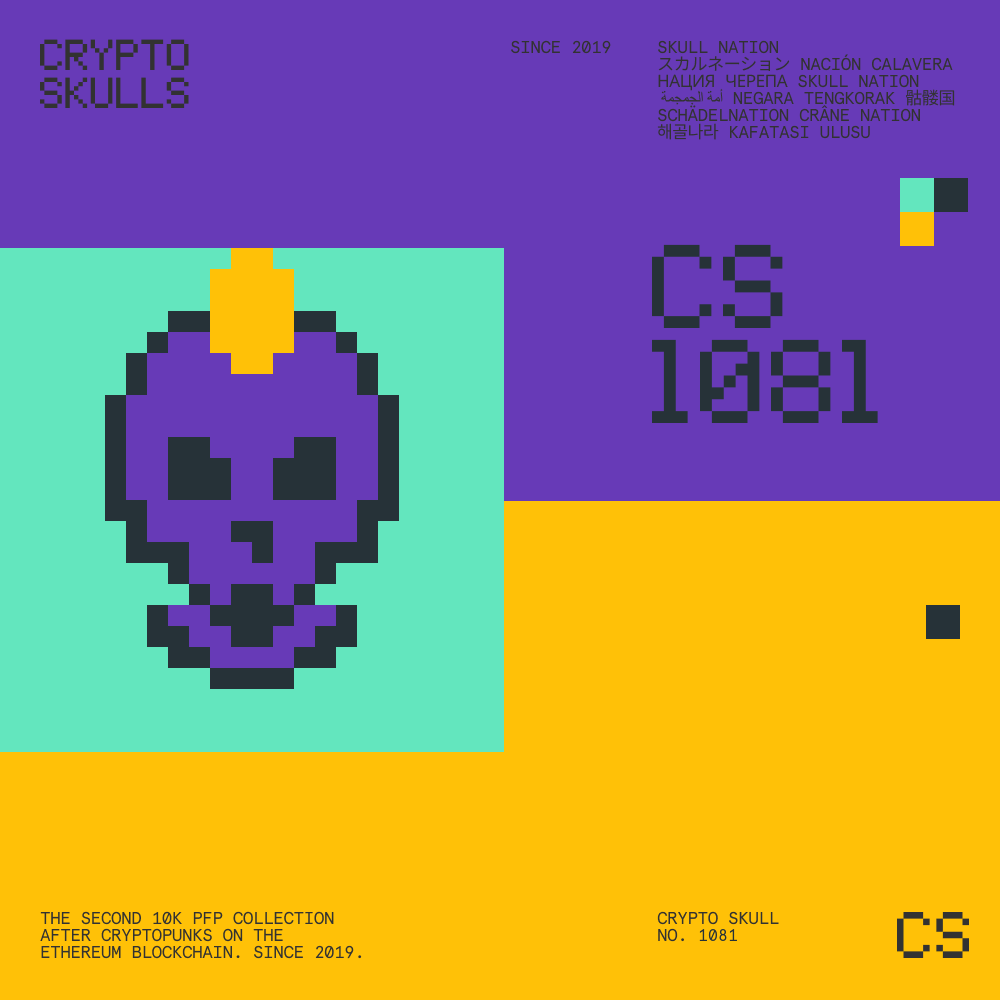 CRYPTO
SKULLS
SINCE 2019
SKULL NATION
スカルネーション NACIÓN CALAVERA
НАЦИЯ ЧЕРЕПА SKULL NATION
أمة الجمجمة NEGARA TENGKORAK 骷髅国
SCHÄDELNATION CRÂNE NATION
해골나라 KAFATASI ULUSU
CS
1081
THE SECOND 10K PFP COLLECTION
AFTER CRYPTOPUNKS ON THE
ETHEREUM BLOCKCHAIN. SINCE 2019.
CRYPTO SKULL
NO. 1081
CS